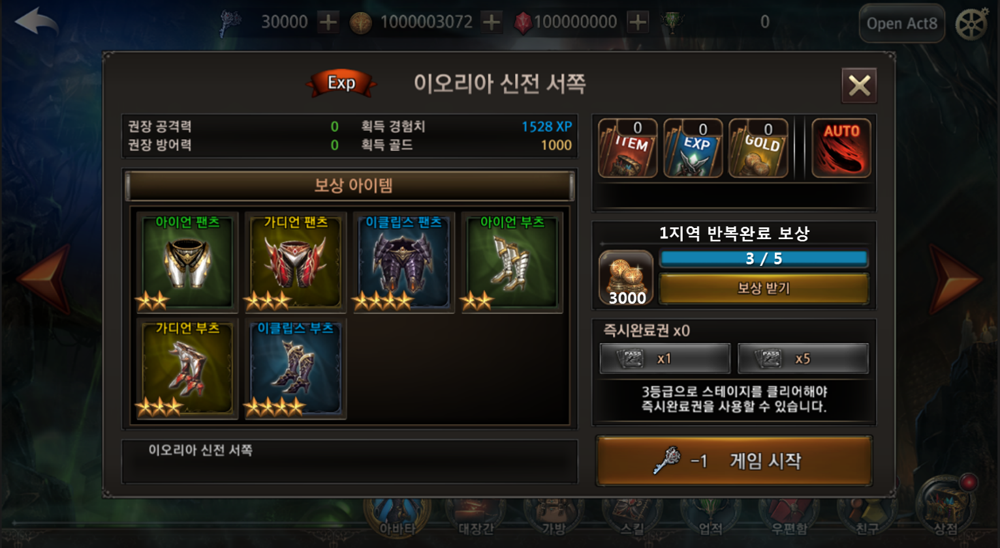 30000
1000003072
100000000
0
Open Act8
Exp
이오리아 신전 서쪽
권장 공격력 0 획득 경험치 1528 XP
권장 방어력 0 획득 골드 1000
보상 아이템
아이언 팬츠
가디언 팬츠
이클립스 팬츠
아이언 부츠
가디언 부츠
이클립스 부츠
이오리아 신전 서쪽
0
ITEM
0
EXP
0
GOLD
AUTO
1지역 반복완료 보상
3 / 5
3000
보상 받기
즉시완료권 x0
PASS x1
PASS x5
3등급으로 스테이지를 클리어해야
즉시완료권을 사용할 수 있습니다.
-1 게임 시작
아바타
대장간
가방
스킬
업적
우편함
친구
상점